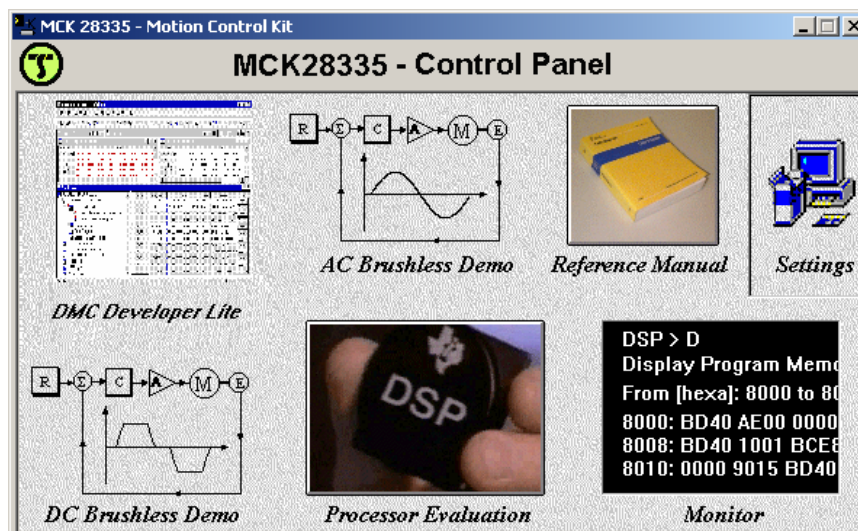 MCK 28335 - Motion Control Kit
MCK28335 - Control Panel
R Σ C A M E
AC Brushless Demo
Reference Manual
Settings
DMC Developer Lite
R Σ C A M E
DC Brushless Demo
DSP
Processor Evaluation
DSP > D
Display Program Memo
From [hexa]: 8000 to 80
8000: BD40 AE00 0000
8008: BD40 1001 BCE8
8010: 0000 9015 BD40
Monitor